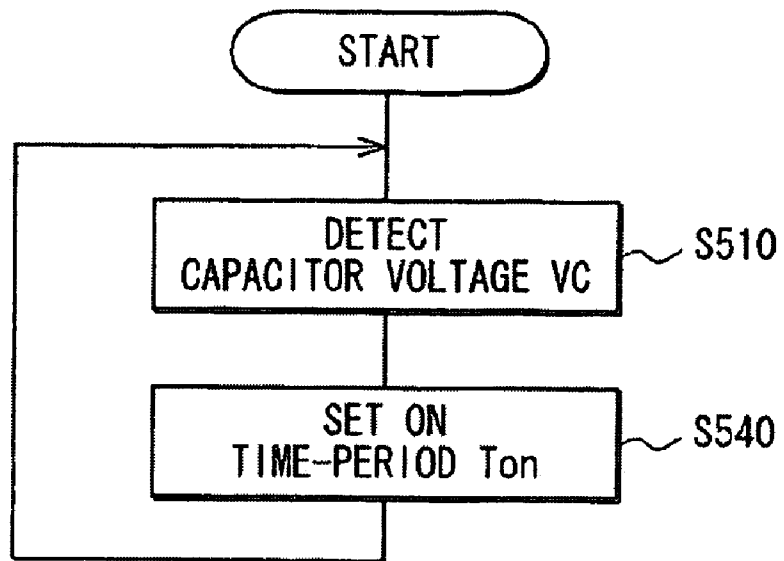 START
DETECT
CAPACITOR VOLTAGE VC
S510
SET ON
TIME-PERIOD Ton
S540